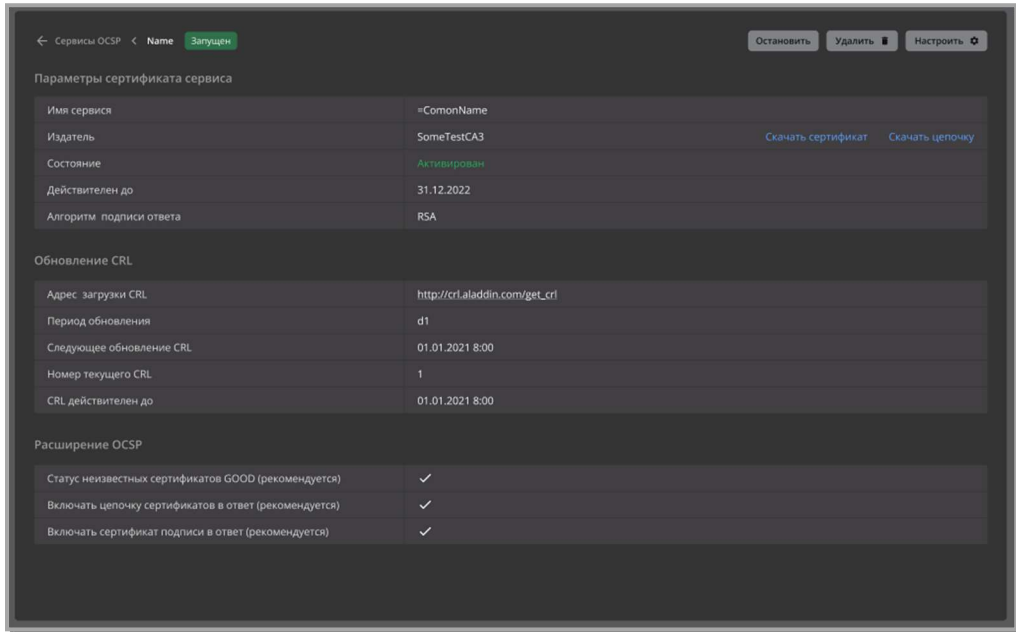 Сервисы OCSP Name Запущен Остановить Удалить Настроить
Параметры сертификата сервиса
Имя сервися =ComonName
Издатель SomeTestCA3 Скачать сертификат Скачать цепочку
Состояние Активирован
Действителен до 31.12.2022
Алгоритм подписи ответа RSA
Обновление CRL
Адрес загрузки CRL http://crl.aladdin.com/get_crl
Период обновления d1
Следующее обновление CRL 01.01.2021 8:00
Номер текущего CRL 1
CRL действителен до 01.01.2021 8:00
Расширение OCSP
Статус неизвестных сертификатов GOOD (рекомендуется)
Включать цепочку сертификатов в ответ (рекомендуется)
Включать сертификат подписи в ответ (рекомендуется)